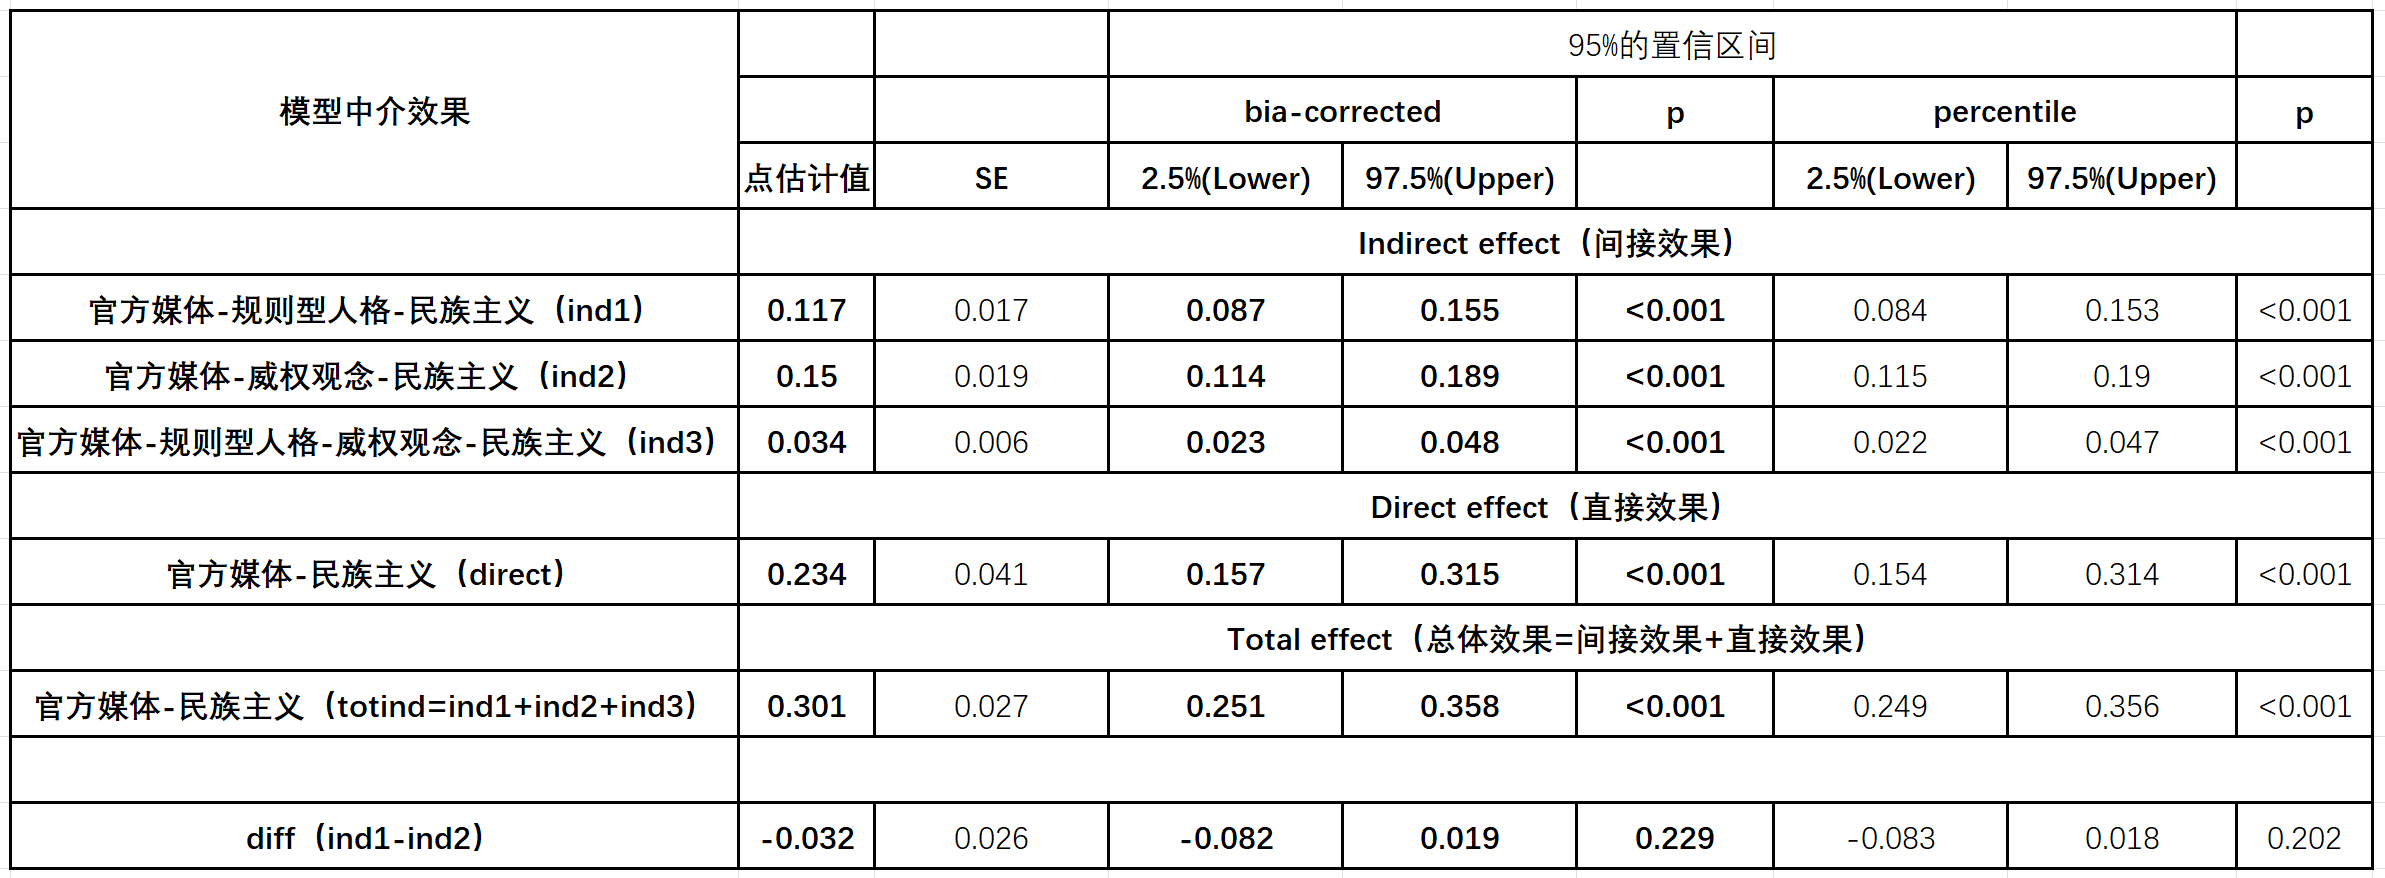 95%的置信区间
模型中介效果 bia-corrected p percentile p
点估计值 SE 2.5%(Lower) 97.5%(Upper) 2.5%(Lower) 97.5%(Upper)
Indirect effect（间接效果）
官方媒体-规则型人格-民族主义（ind1） 0.117 0.017 0.087 0.155 <0.001 0.084 0.153 <0.001
官方媒体-威权观念-民族主义（ind2） 0.15 0.019 0.114 0.189 <0.001 0.115 0.19 <0.001
官方媒体-规则型人格-威权观念-民族主义（ind3） 0.034 0.006 0.023 0.048 <0.001 0.022 0.047 <0.001
Direct effect（直接效果）
官方媒体-民族主义（direct） 0.234 0.041 0.157 0.315 <0.001 0.154 0.314 <0.001
Total effect（总体效果=间接效果+直接效果）
官方媒体-民族主义（totind=ind1+ind2+ind3） 0.301 0.027 0.251 0.358 <0.001 0.249 0.356 <0.001
diff（ind1-ind2） -0.032 0.026 -0.082 0.019 0.229 -0.083 0.018 0.202